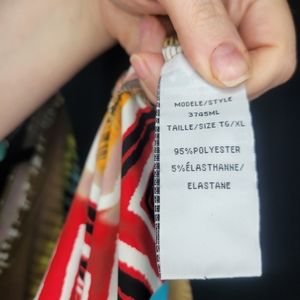 MODELE/STYLE
3745ML
TAILLE/SIZE TG/XL
95%POLYESTER
5%ÉLASTHANNE/
ELASTANE